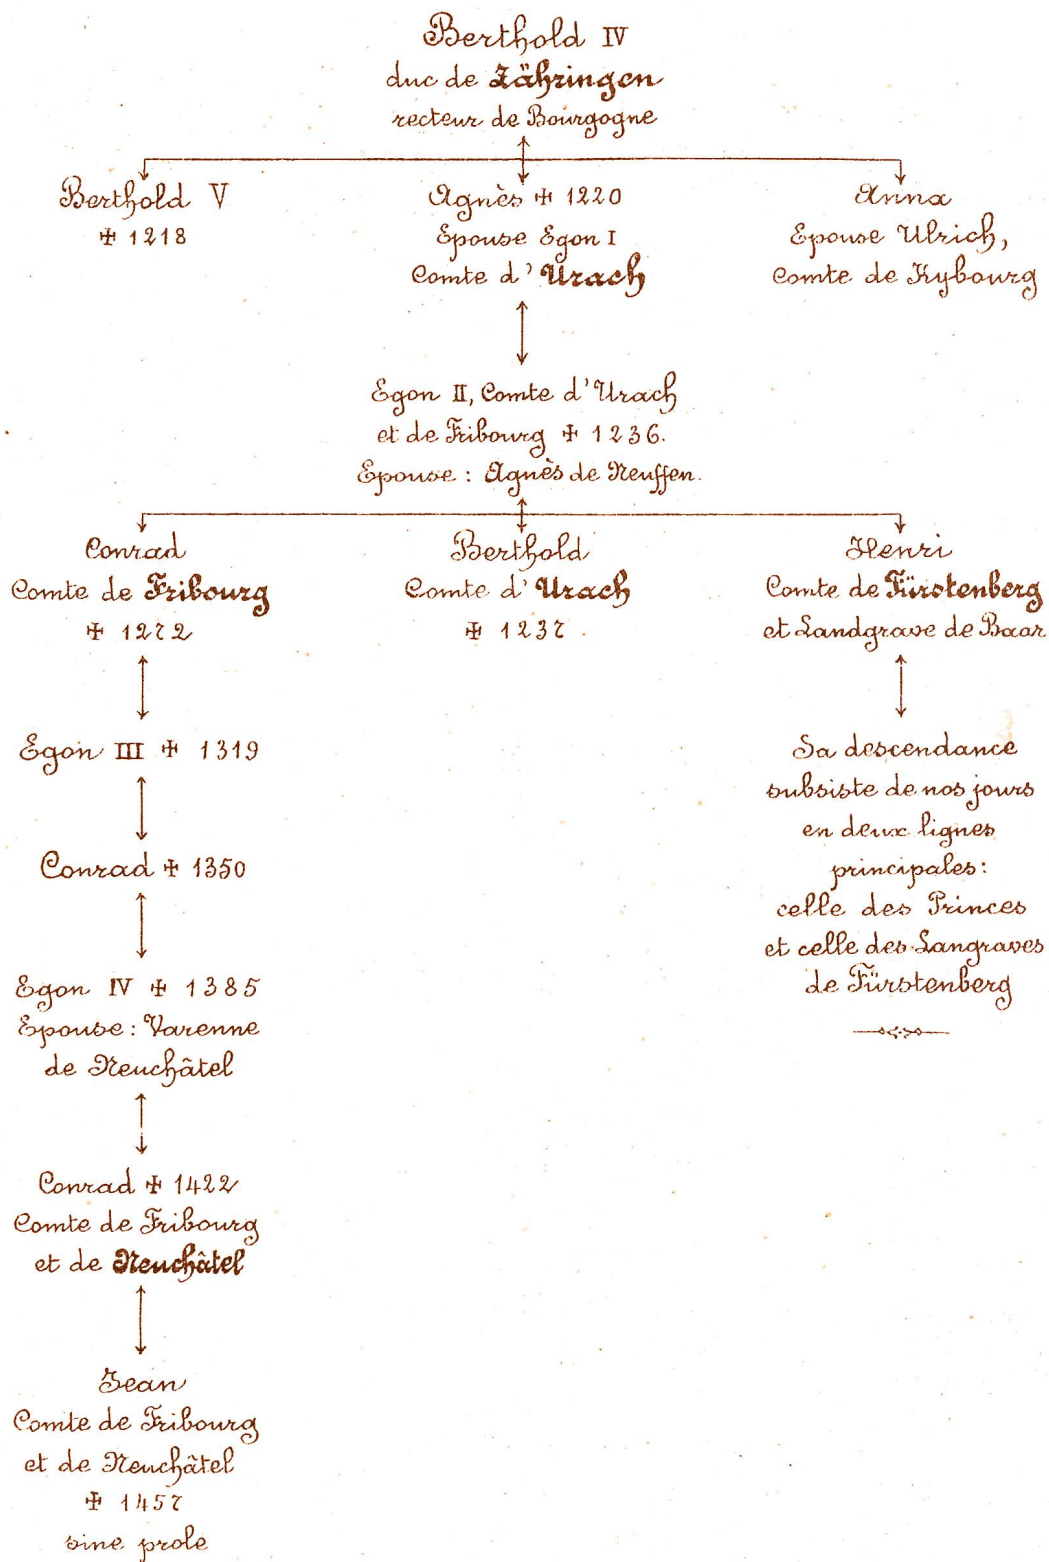 Berthold IV
duc de Zähringen
recteur de Bourgogne
Berthold V
✠ 1218
Agnès ✠ 1220
Epouse Egon I
Comte d'Urach
Anna
Epouse Ulrich,
Comte de Kybourg
Egon II, Comte d'Urach
et de Fribourg ✠ 1236.
Epouse : Agnès de Neuffen.
Conrad
Comte de Fribourg
✠ 1272
Berthold
Comte d'Urach
✠ 1237.
Henri
Comte de Fürstenberg
et Landgrave de Baar
Egon III ✠ 1319
Conrad ✠ 1350
Egon IV ✠ 1385
Epouse : Varenne
de Neuchâtel
Conrad ✠ 1422
Comte de Fribourg
et de Neuchâtel
Jean
Comte de Fribourg
et de Neuchâtel
✠ 1457
sine prole
Sa descendance
subsiste de nos jours
en deux lignes
principales:
celle des Princes
et celle des Langraves
de Fürstenberg